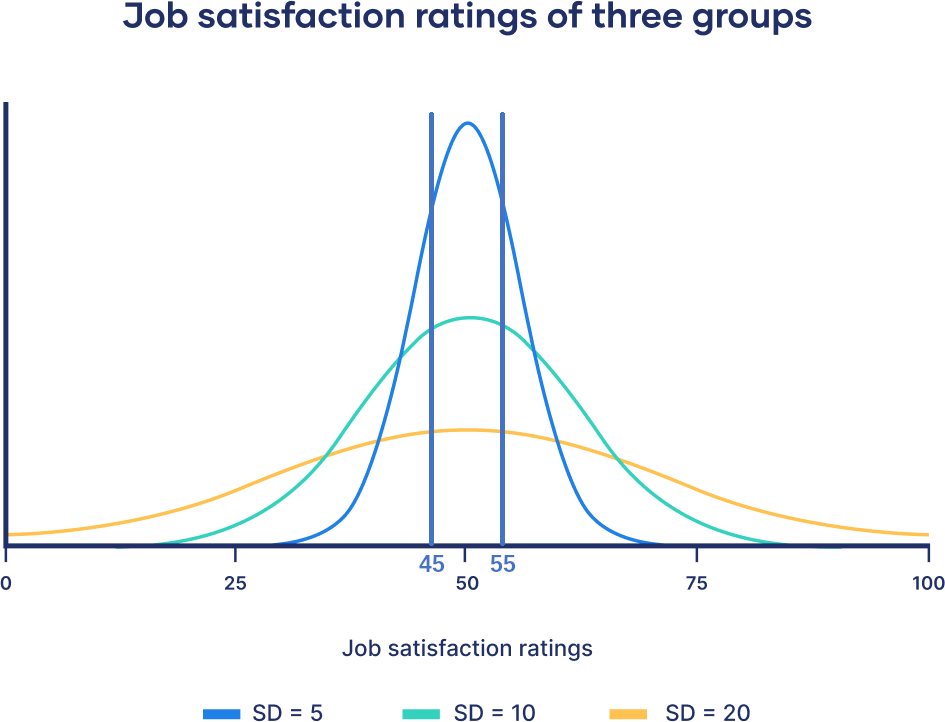 Job satisfaction ratings of three groups
45 55
0 25 50 75 100
Job satisfaction ratings
SD = 5 SD = 10 SD = 20